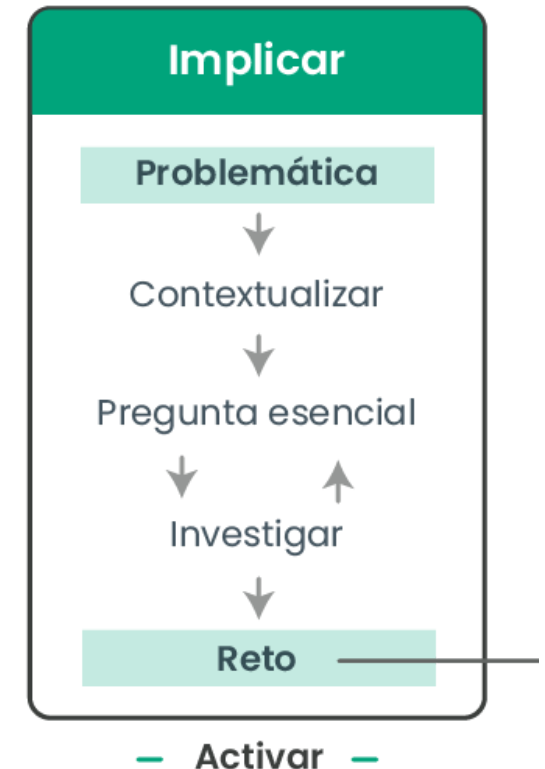 Implicar
Problemática
Contextualizar
Pregunta esencial
Investigar
Reto
Activar